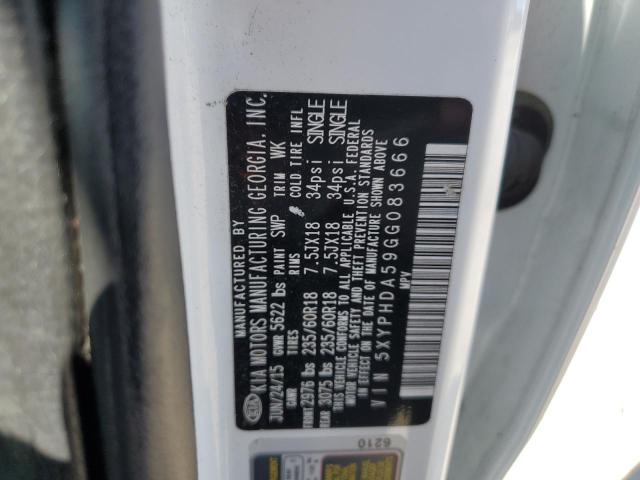 MANUFACTURED BY
KIA KIA MOTORS MANUFACTURING GEORGIA, INC.
JUN/24/15 GVWR 5622 lbs PAINT SWP TRIM WK
GAWR TIRES RIMS COLD TIRE INFL
FRONT 2976 lbs 235/60R18 7.5JX18 34psi SINGLE
REAR 3075 lbs 235/60R18 7.5JX18 34psi SINGLE
THIS VEHICLE CONFORMS TO ALL APPLICABLE U.S.A. FEDERAL
MOTOR VEHICLE SAFETY AND THEFT PREVENTION STANDARDS
IN EFFECT ON THE DATE OF MANUFACTURE SHOWN ABOVE
VIN 5XYPHDA59GG083666
MPV
6210